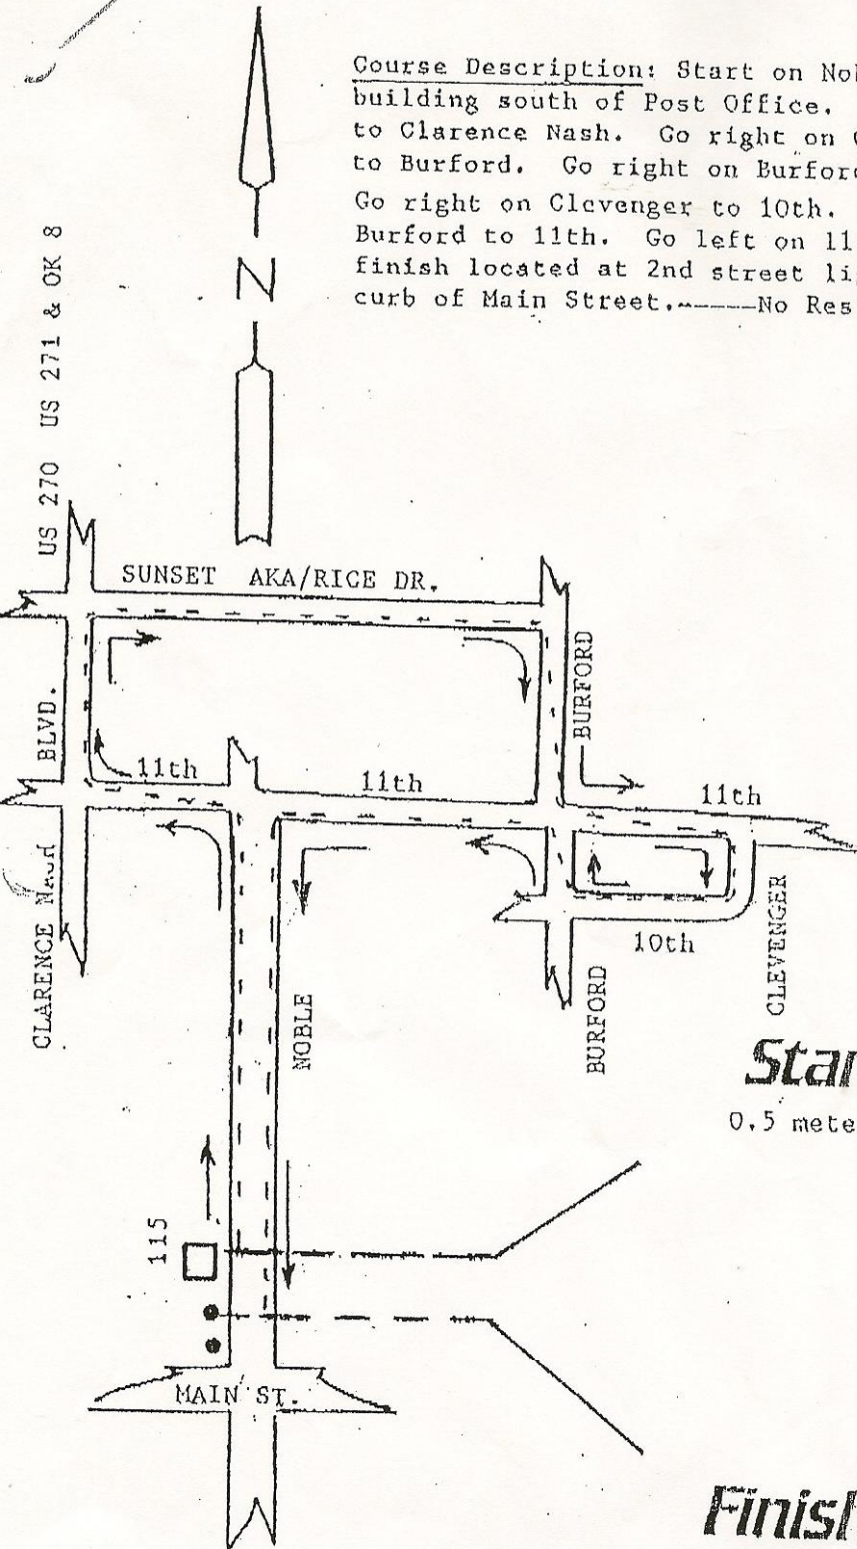 Course Description: Start on No
building south of Post Office.
to Clarence Nash. Go right on
to Burford. Go right on Burford
Go right on Clevenger to 10th.
Burford to 11th. Go left on 11
finish located at 2nd street li
curb of Main Street.-----No Res
N
US 270 US 271 & OK 8
SUNSET AKA/RICE DR.
BURFORD
BLVD.
11th
11th
11th
CLARENCE
10th
CLEVENGER
NOBLE
BURFORD
Star
0.5 mete
115
MAIN ST.
Finish